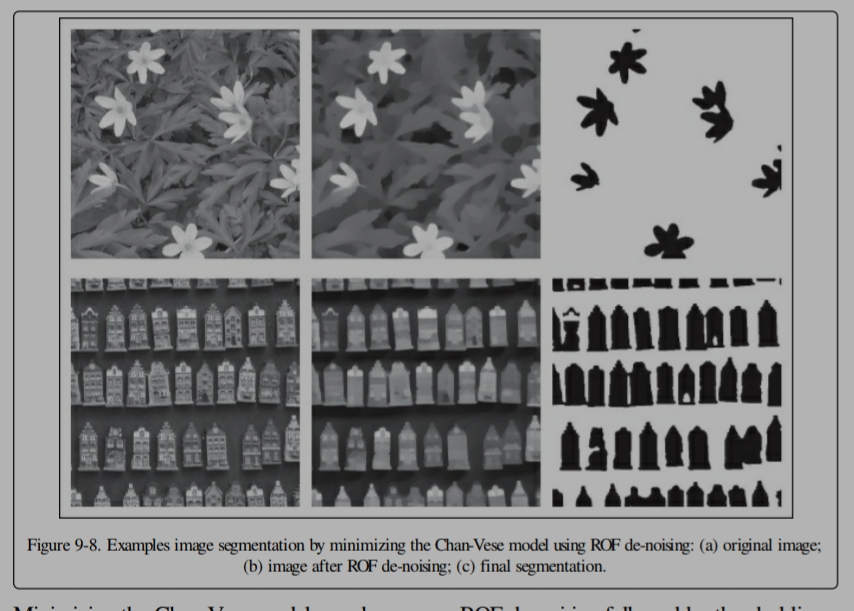 Figure 9-8. Examples image segmentation by minimizing the Chan-Vese model using ROF de-noising: (a) original image;
(b) image after ROF de-noising; (c) final segmentation.